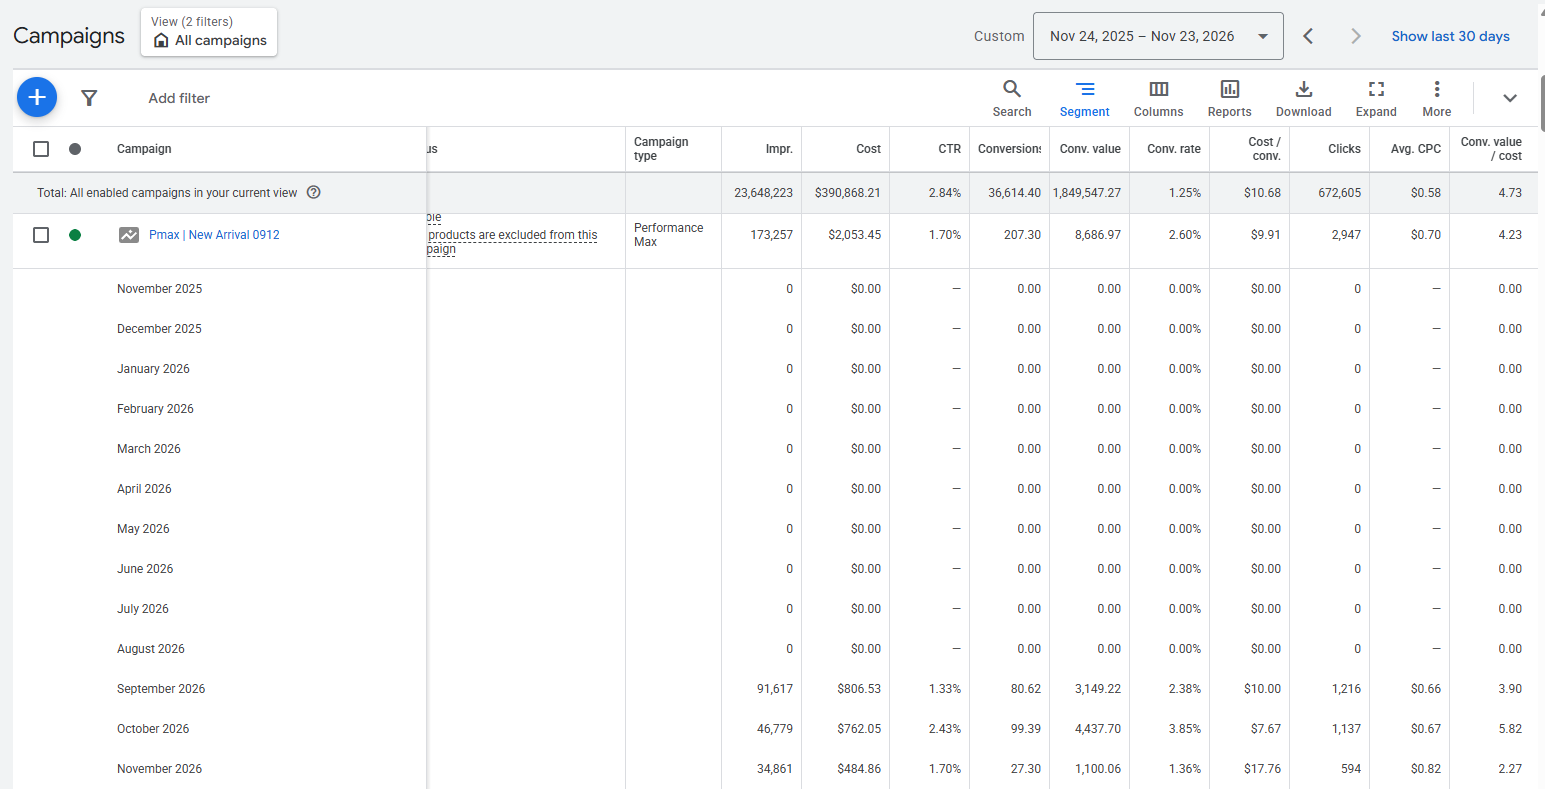 Campaigns
View (2 filters)
All campaigns
Custom
Nov 24, 2025 – Nov 23, 2026
Show last 30 days
Add filter
Search
Segment
Columns
Reports
Download
Expand
More
Campaign
us
Campaign type
Impr.
Cost
CTR
Conversions
Conv. value
Conv. rate
Cost / conv.
Clicks
Avg. CPC
Conv. value / cost
Total: All enabled campaigns in your current view 23,648,223 $390,868.21 2.84% 36,614.40 1,849,547.27 1.25% $10.68 672,605 $0.58 4.73
Pmax | New Arrival 0912
products are excluded from this
paign
Performance Max
173,257 $2,053.45 1.70% 207.30 8,686.97 2.60% $9.91 2,947 $0.70 4.23
November 2025 0 $0.00 — 0.00 0.00 0.00% $0.00 0 — 0.00
December 2025 0 $0.00 — 0.00 0.00 0.00% $0.00 0 — 0.00
January 2026 0 $0.00 — 0.00 0.00 0.00% $0.00 0 — 0.00
February 2026 0 $0.00 — 0.00 0.00 0.00% $0.00 0 — 0.00
March 2026 0 $0.00 — 0.00 0.00 0.00% $0.00 0 — 0.00
April 2026 0 $0.00 — 0.00 0.00 0.00% $0.00 0 — 0.00
May 2026 0 $0.00 — 0.00 0.00 0.00% $0.00 0 — 0.00
June 2026 0 $0.00 — 0.00 0.00 0.00% $0.00 0 — 0.00
July 2026 0 $0.00 — 0.00 0.00 0.00% $0.00 0 — 0.00
August 2026 0 $0.00 — 0.00 0.00 0.00% $0.00 0 — 0.00
September 2026 91,617 $806.53 1.33% 80.62 3,149.22 2.38% $10.00 1,216 $0.66 3.90
October 2026 46,779 $762.05 2.43% 99.39 4,437.70 3.85% $7.67 1,137 $0.67 5.82
November 2026 34,861 $484.86 1.70% 27.30 1,100.06 1.36% $17.76 594 $0.82 2.27